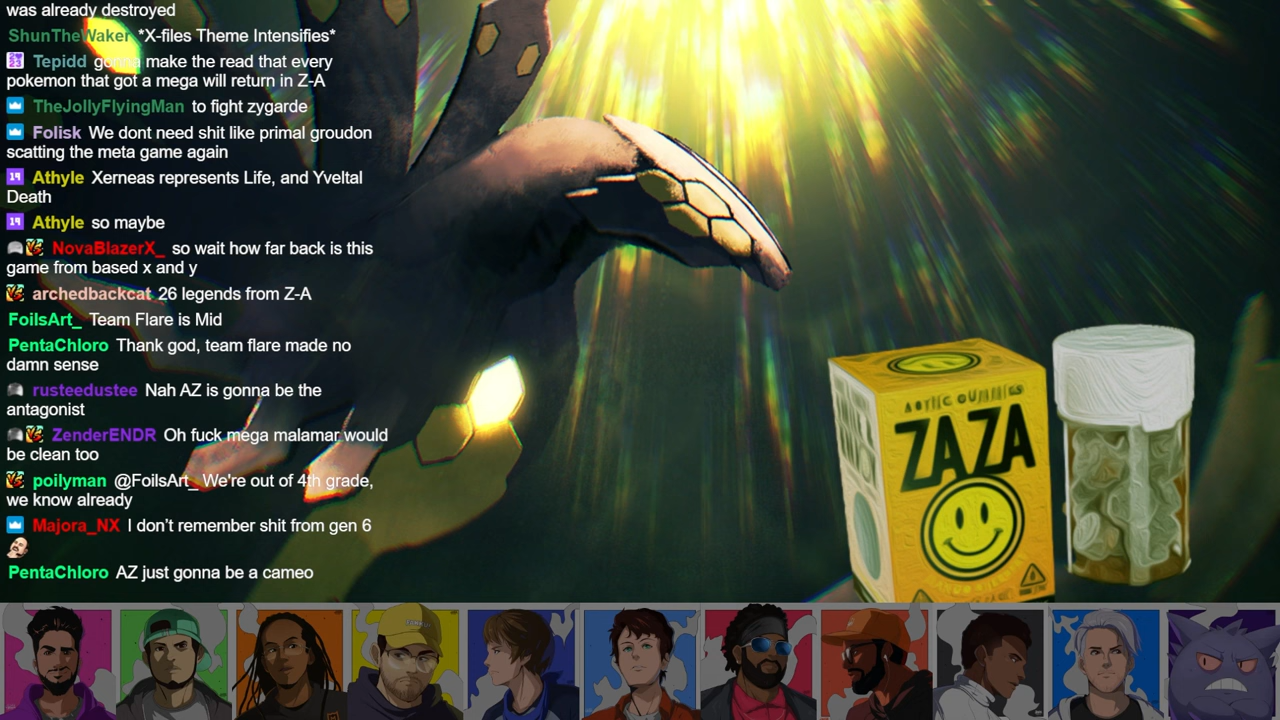 was already destroyed
ShunTheWaker *X-files Theme Intensifies*
Tepidd gonna make the read that every
pokemon that got a mega will return in Z-A
TheJollyFlyingMan to fight zygarde
Folisk We dont need shit like primal groudon
scatting the meta game again
19 Athyle Xerneas represents Life, and Yveltal
Death
19 Athyle so maybe
NovaBlazerX_ so wait how far back is this
game from based x and y
archedbackcat 26 legends from Z-A
FoilsArt_ Team Flare is Mid
PentaChloro Thank god, team flare made no
damn sense
rusteedustee Nah AZ is gonna be the
antagonist
ZenderENDR Oh fuck mega malamar would
be clean too
poilyman @FoilsArt_ We're out of 4th grade,
we know already
Majora_NX I don't remember shit from gen 6
PentaChloro AZ just gonna be a cameo
ZAZA